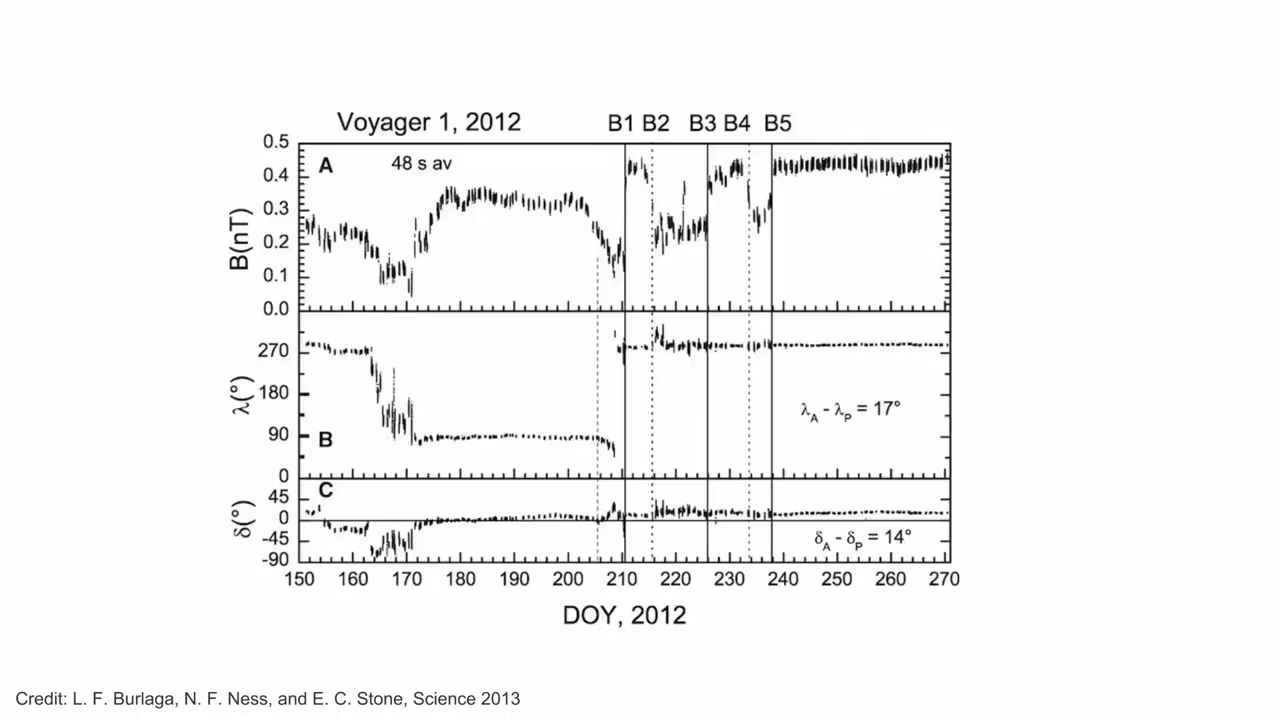 Voyager 1, 2012
B1 B2 B3 B4 B5
A
48 s av
B(nT)
0.5
0.4
0.3
0.2
0.1
0.0
λ(°)
270
180
90
0
B
λA - λP = 17°
C
δ(°)
45
0
-45
-90
δA - δP = 14°
150 160 170 180 190 200 210 220 230 240 250 260 270
DOY, 2012
Credit: L. F. Burlaga, N. F. Ness, and E. C. Stone, Science 2013